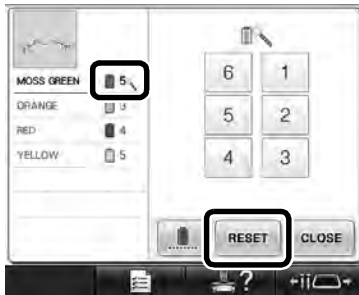 6 1
MOSS GREEN 5
ORANGE 3
5 2
RED 4
YELLOW 5
4 3
RESET CLOSE
?